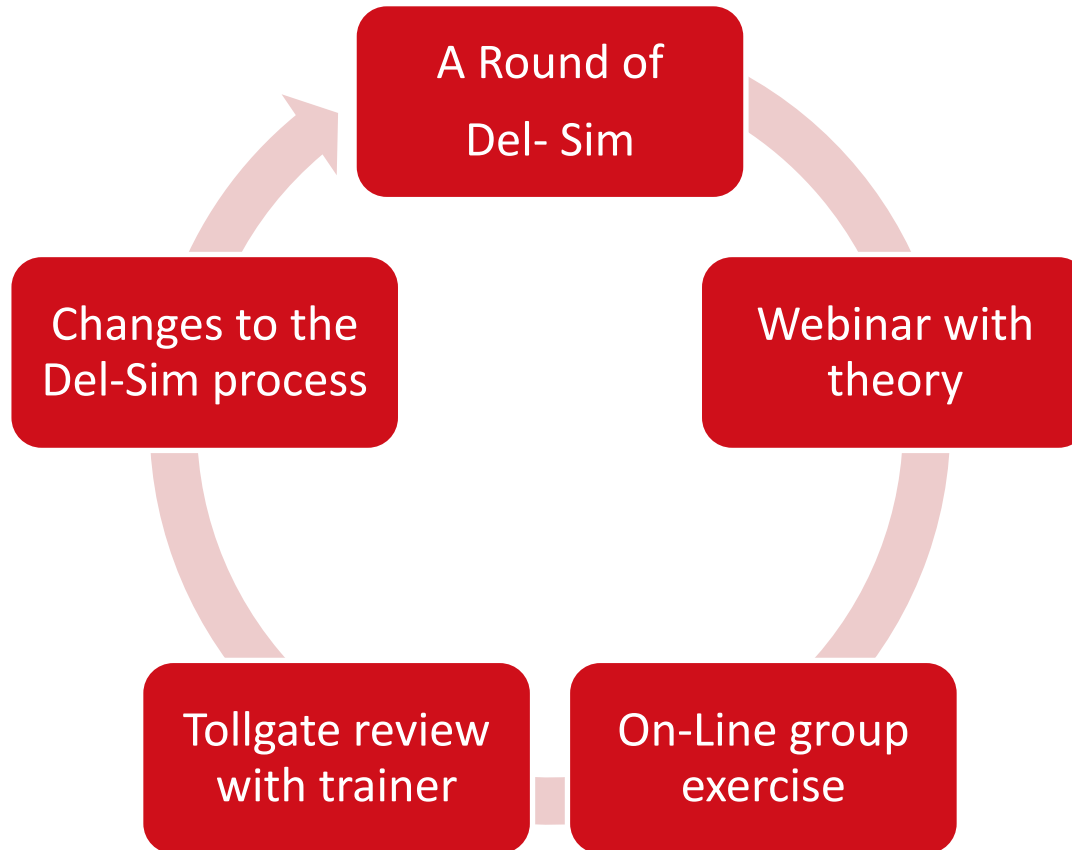 A Round of
Del- Sim
Webinar with
theory
On-Line group
exercise
Tollgate review
with trainer
Changes to the
Del-Sim process